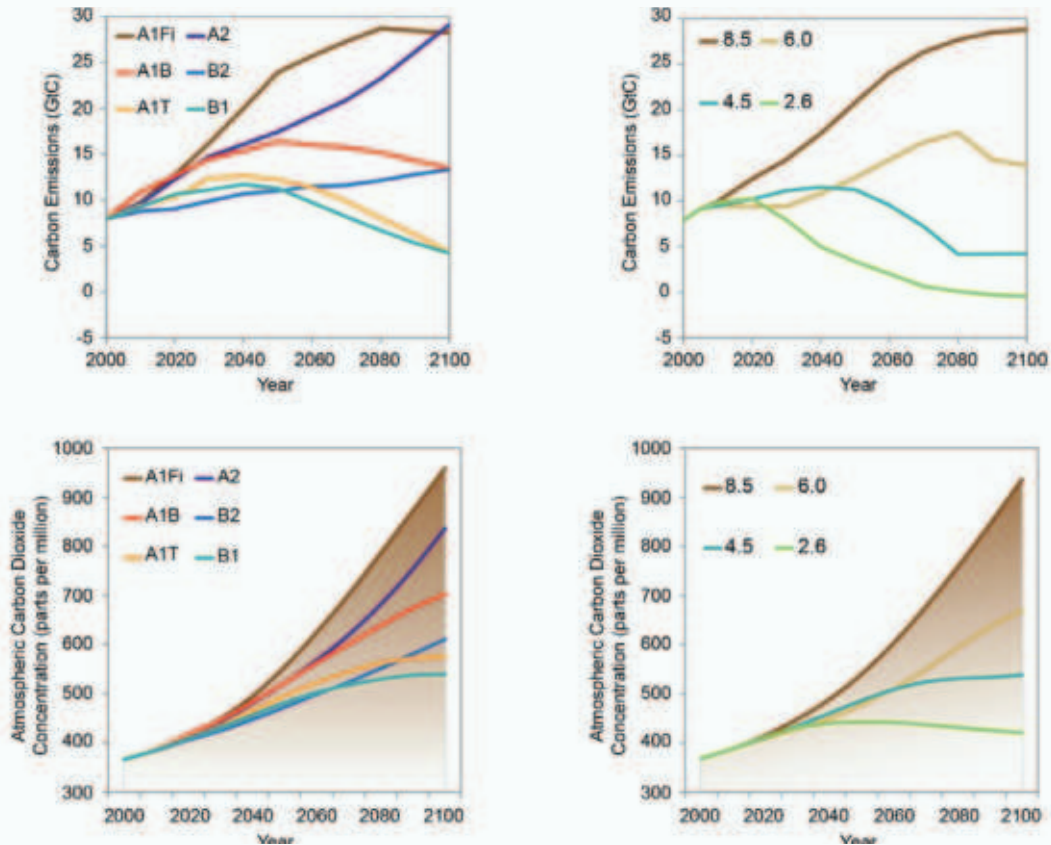 30
25
20
15
10
5
0
-5
Carbon Emissions (GtC)
A1Fi A2
A1B B2
A1T B1
2000 2020 2040 2060 2080 2100
Year
30
25
20
15
10
5
0
-5
Carbon Emissions (GtC)
8.5 6.0
4.5 2.6
2000 2020 2040 2060 2080 2100
Year
1000
900
800
700
600
500
400
300
Atmospheric Carbon Dioxide
Concentration (parts per million)
A1Fi A2
A1B B2
A1T B1
2000 2020 2040 2060 2080 2100
Year
1000
900
800
700
600
500
400
300
Atmospheric Carbon Dioxide
Concentration (parts per million)
8.5 6.0
4.5 2.6
2000 2020 2040 2060 2080 2100
Year